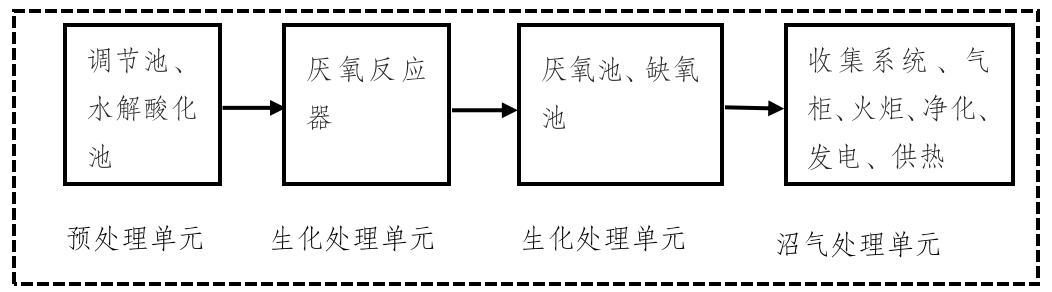 调节池、
水解酸化
池
厌氧反应
器
厌氧池、缺氧
池
收集系统、气
柜、火炬、净化、
发电、供热
预处理单元
生化处理单元
生化处理单元
沼气处理单元